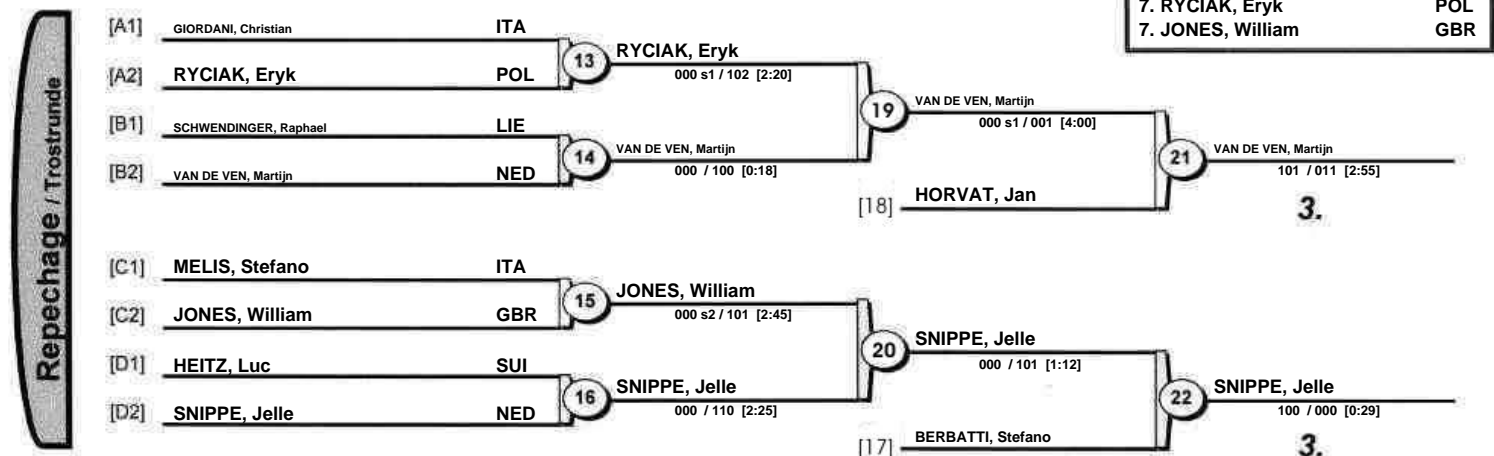 7. RYCIAK, Eryk POL
7. JONES, William GBR
Repechage / Trostrunde
[A1] GIORDANI, Christian ITA
13 RYCIAK, Eryk
000 s1 / 102 [2:20]
[A2] RYCIAK, Eryk POL
19 VAN DE VEN, Martijn
000 s1 / 001 [4:00]
[B1] SCHWENDINGER, Raphael LIE
14 VAN DE VEN, Martijn
000 / 100 [0:18]
[B2] VAN DE VEN, Martijn NED
21 VAN DE VEN, Martijn
101 / 011 [2:55]
[18] HORVAT, Jan
3.
[C1] MELIS, Stefano ITA
15 JONES, William
000 s2 / 101 [2:45]
[C2] JONES, William GBR
20 SNIPPE, Jelle
000 / 101 [1:12]
[D1] HEITZ, Luc SUI
16 SNIPPE, Jelle
000 / 110 [2:25]
[D2] SNIPPE, Jelle NED
22 SNIPPE, Jelle
100 / 000 [0:29]
[17] BERBATTI, Stefano
3.